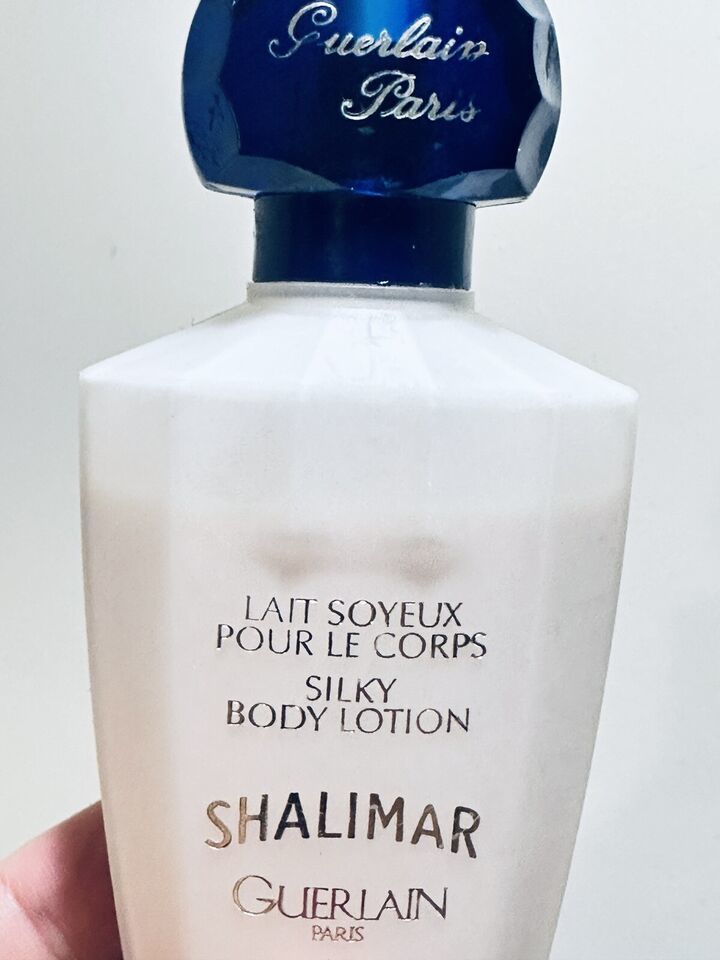 Guerlain
Paris
LAIT SOYEUX
POUR LE CORPS
SILKY
BODY LOTION
SHALIMAR
GUERLAIN
PARIS